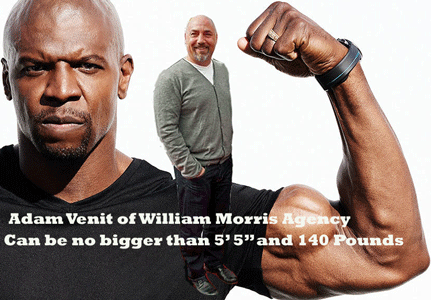 Adam Venit of William Morris Agency
Can be no bigger than 5' 5” and 140 Pounds